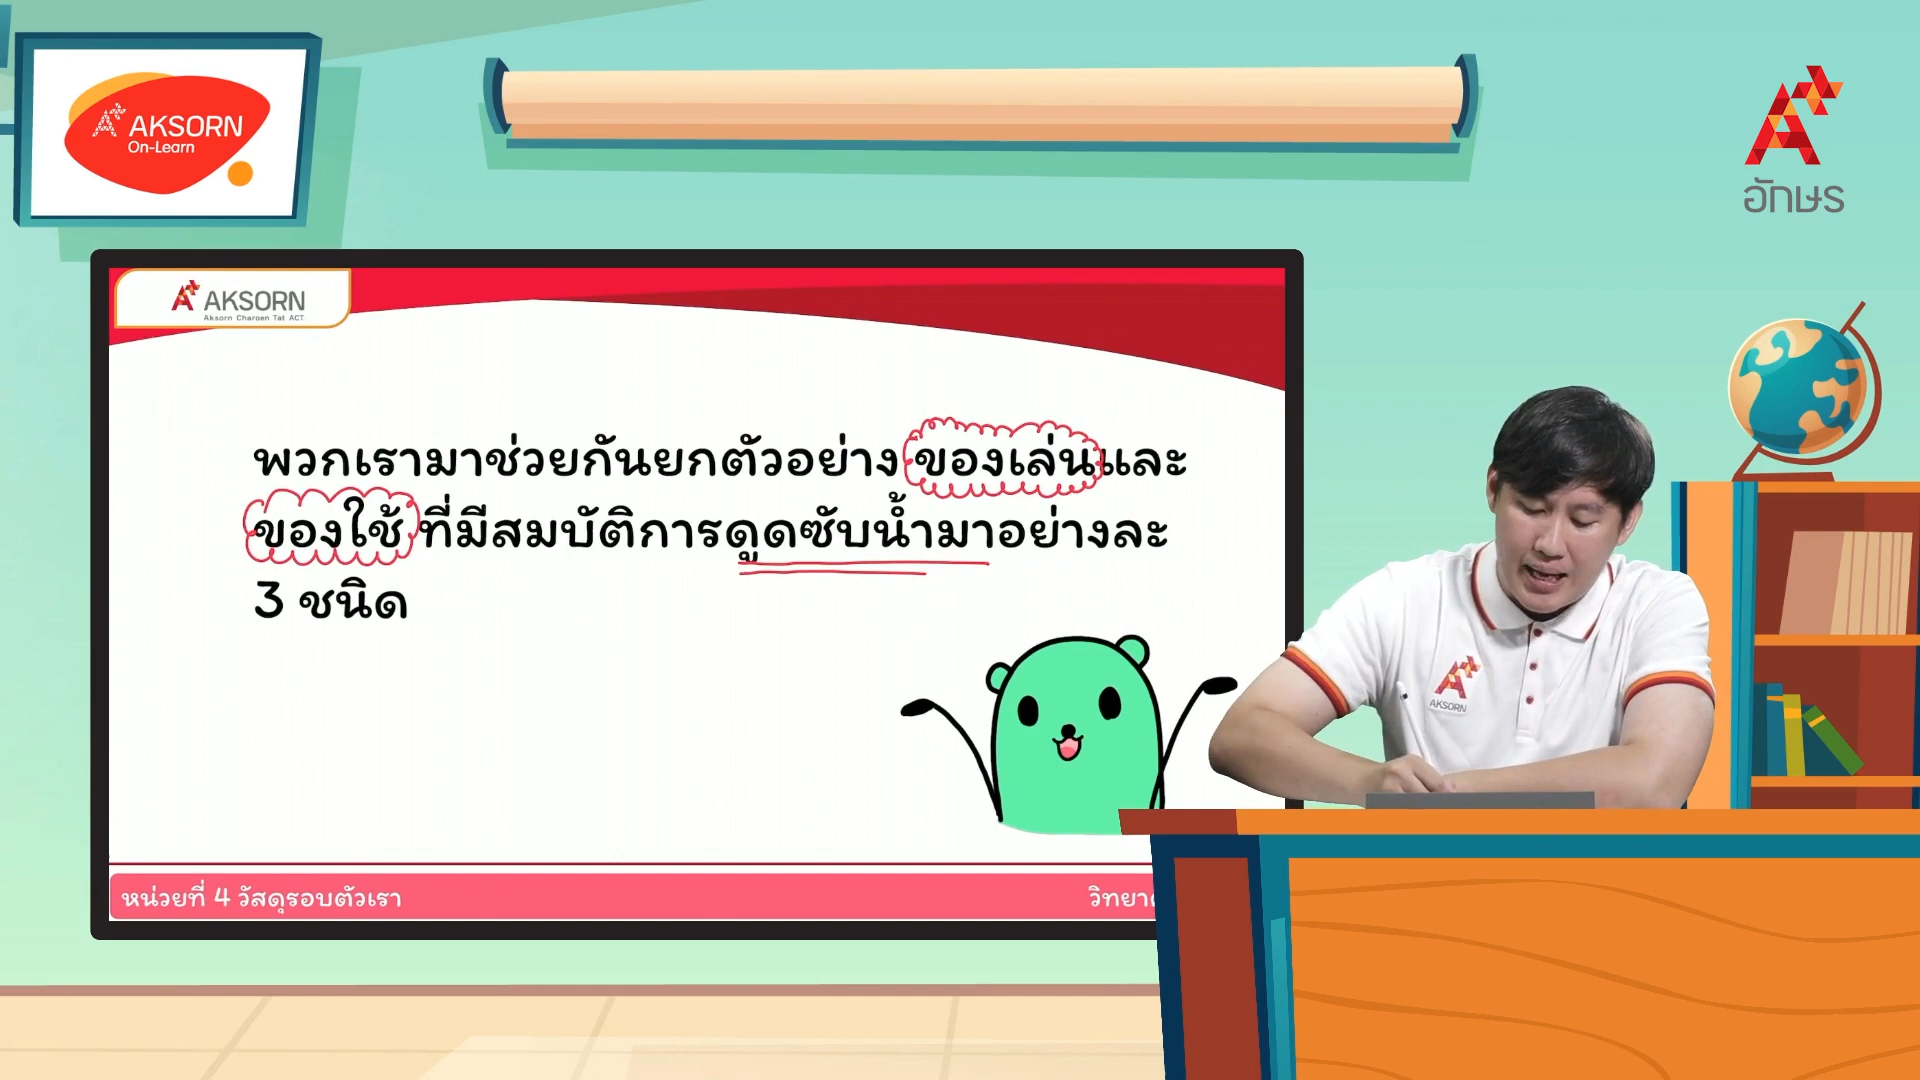 AKSORN
On-Learn
อักษร
AKSORN
Aksorn Charoen Tat ACT.
พวกเรามาช่วยกันยกตัวอย่าง ของเล่นและ
ของใช้ ที่มีสมบัติการดูดซับน้ำมาอย่างละ
3 ชนิด
AKSORN
หน่วยที่ 4 วัสดุรอบตัวเรา